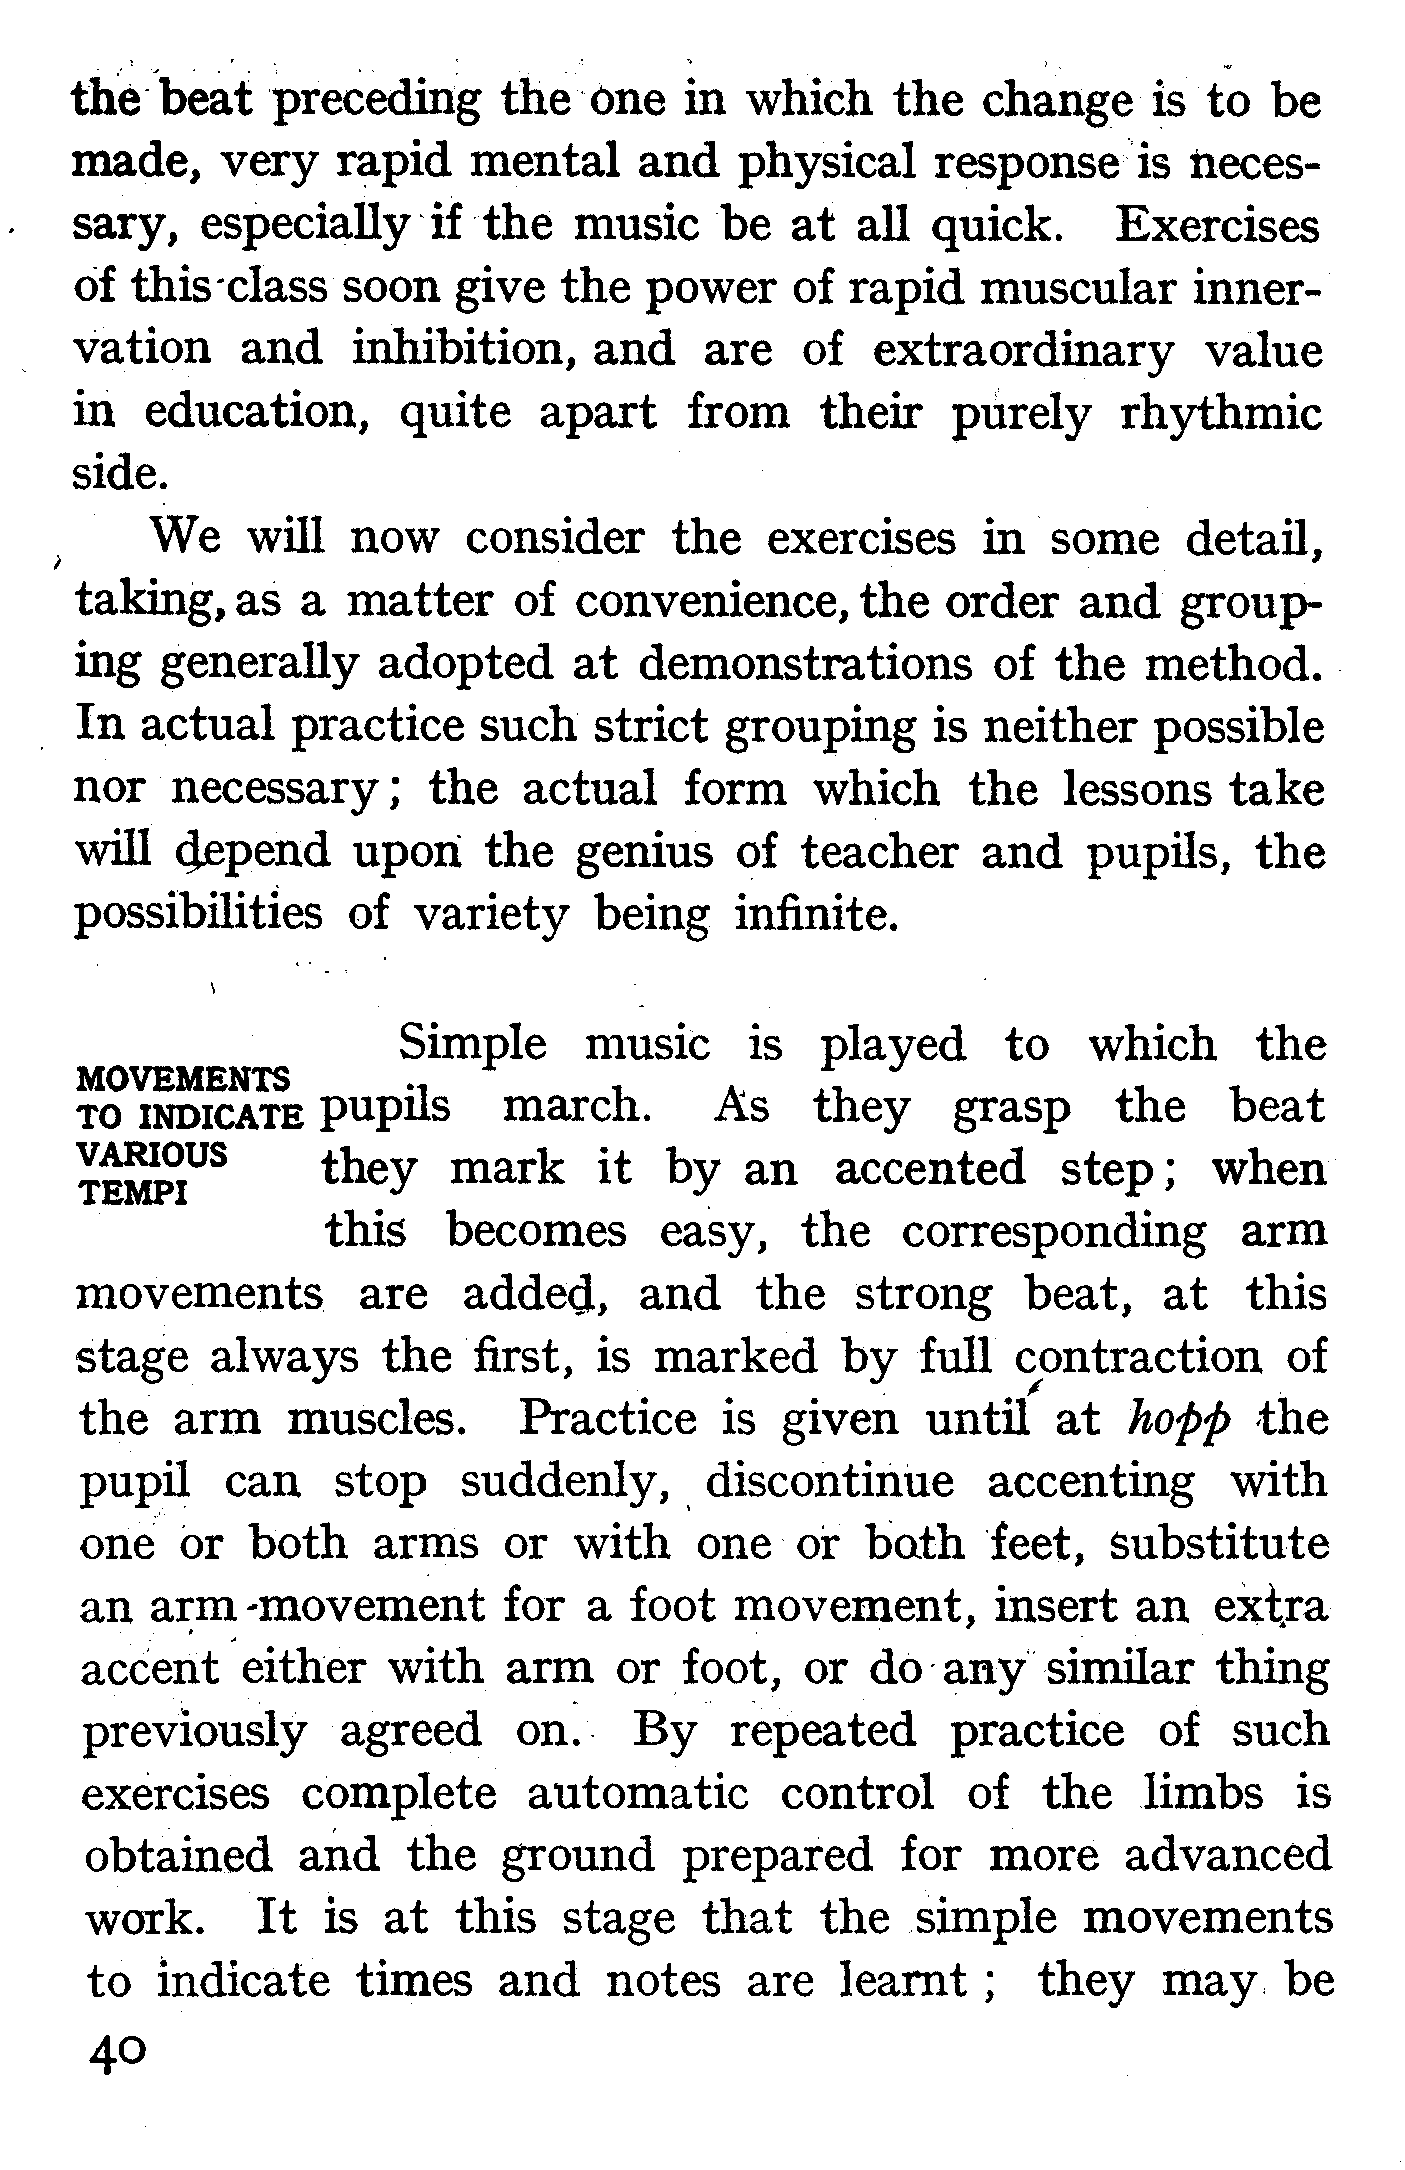 the beat preceding the one in which the change is to be
made, very rapid mental and physical response is neces-
sary, especially if the music be at all quick. Exercises
of this class soon give the power of rapid muscular inner-
vation and inhibition, and are of extraordinary value
in education, quite apart from their purely rhythmic
side.
We will now consider the exercises in some detail,
taking, as a matter of convenience, the order and group-
ing generally adopted at demonstrations of the method.
In actual practice such strict grouping is neither possible
nor necessary; the actual form which the lessons take
will depend upon the genius of teacher and pupils, the
possibilities of variety being infinite.
MOVEMENTS
TO INDICATE
VARIOUS
TEMPI
Simple music is played to which the
pupils march. As they grasp the beat
they mark it by an accented step; when
this becomes easy, the corresponding arm
movements are added, and the strong beat, at this
stage always the first, is marked by full contraction of
the arm muscles. Practice is given until at hopp the
pupil can stop suddenly, discontinue accenting with
one or both arms or with one or both feet, substitute
an arm-movement for a foot movement, insert an extra
accent either with arm or foot, or do any similar thing
previously agreed on. By repeated practice of such
exercises complete automatic control of the limbs is
obtained and the ground prepared for more advanced
work. It is at this stage that the simple movements
to indicate times and notes are learnt; they may be
40